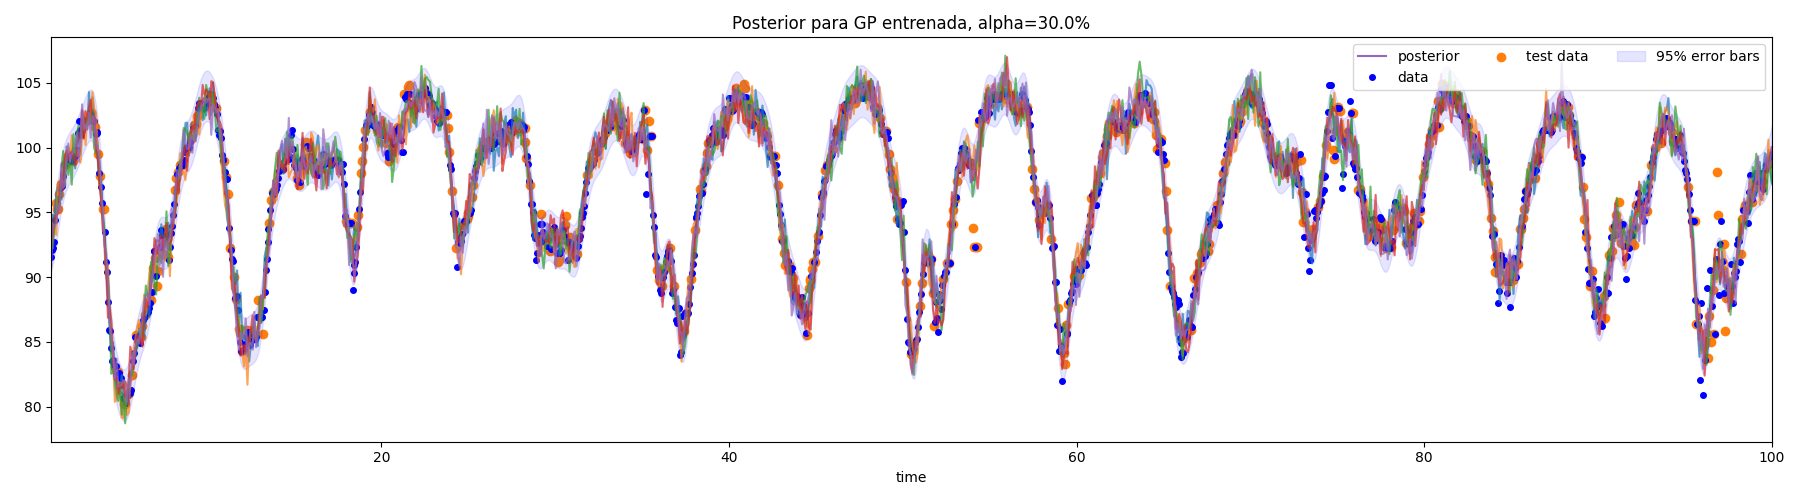 Posterior para GP entrenada, alpha=30.0%
posterior
data
test data
95% error bars
105
100
95
90
85
80
20
40
60
80
100
time